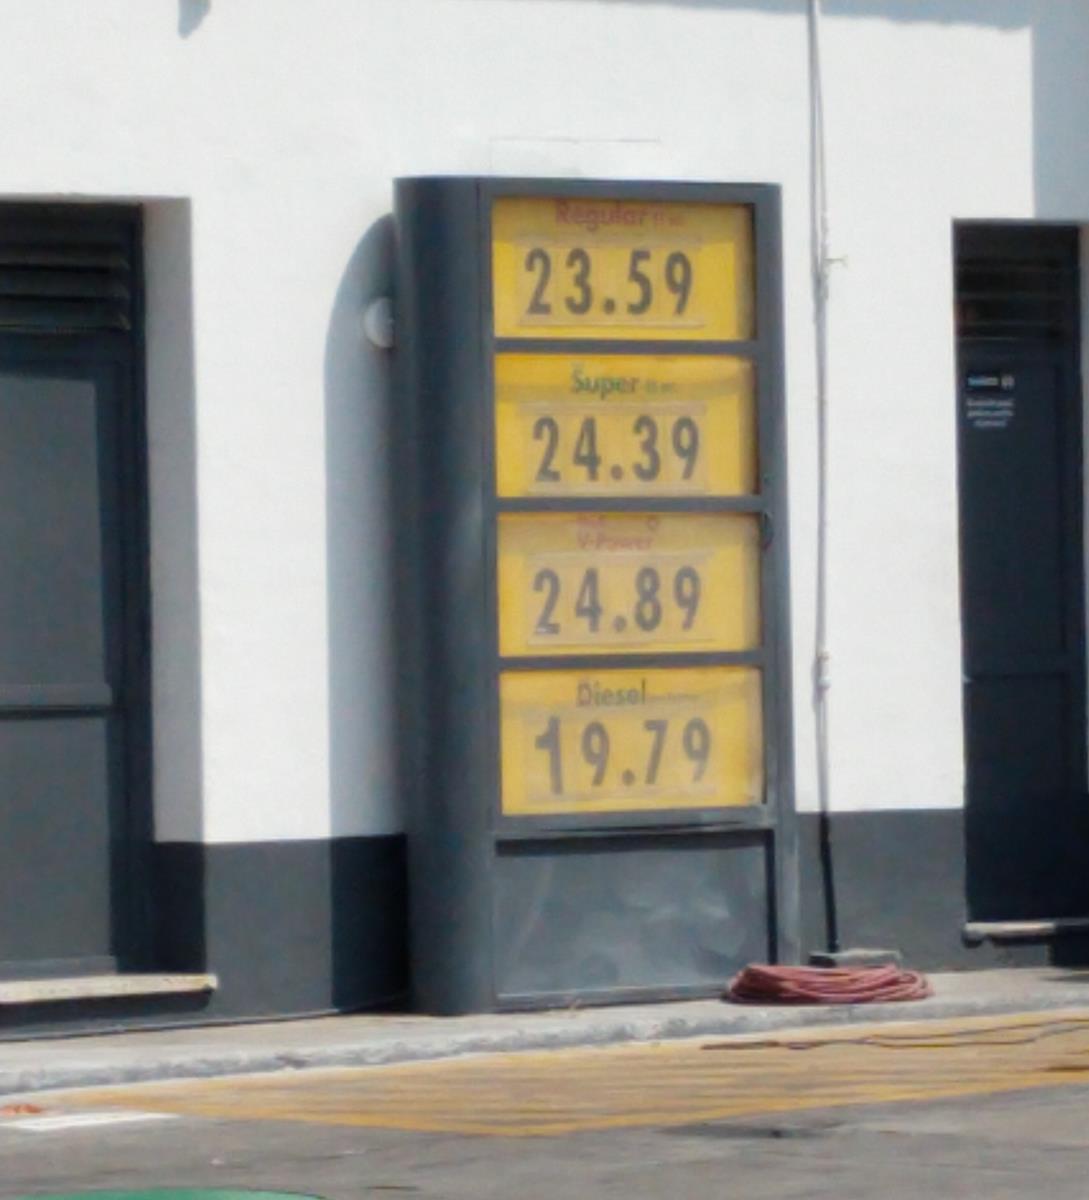 Regular
23.59
Super
24.39
V-Power
24.89
Diesel
19.79